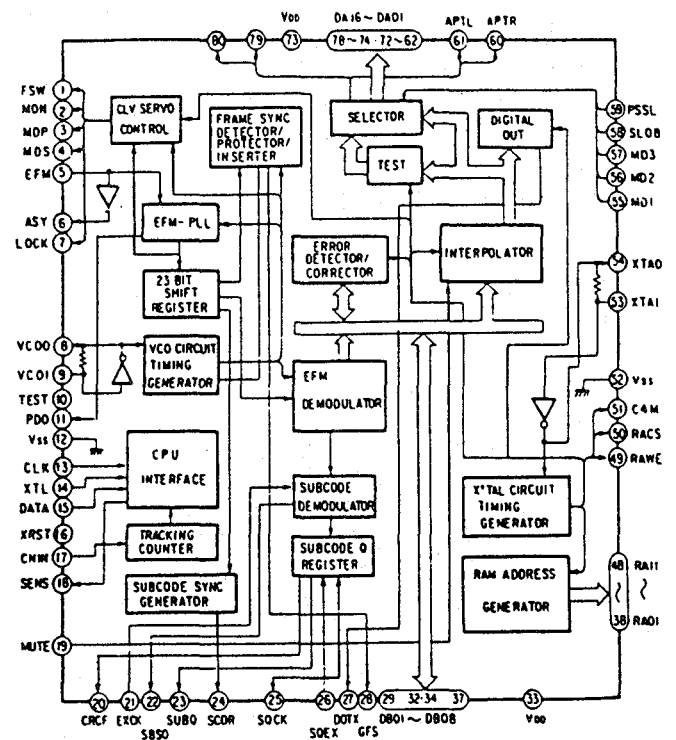 VDD DA16~DA01 APTL APTR
80 79 73 78~74·72~62 61 60
FSW 1
MON 2
MDP 3
MDS 4
EFM 5
ASY 6
LOCK 7
VCOO 8
VCOI 9
TEST 10
PDO 11
Vss 12
CLK 13
XTL 14
DATA 15
XRST 16
CNIN 17
SENS 18
MUTE 19
CLV SERVO
CONTROL
FRAME SYNC
DETECTOR/
PROTECTOR/
INSERTER
SELECTOR
DIGITAL
OUT
TEST
EFM-PLL
ERROR
DETECTOR/
CORRECTOR
INTERPOLATOR
23 BIT
SHIFT
REGISTER
VCO CIRCUIT
TIMING
GENERATOR
EFM
DEMODULATOR
CPU
INTERFACE
SUBCODE
DEMODULATOR
X'TAL CIRCUIT
TIMING
GENERATOR
TRACKING
COUNTER
SUBCODE Q
REGISTER
SUBCODE SYNC
GENERATOR
RAM ADDRESS
GENERATOR
59 PSSL
58 SLOB
57 MD3
56 MD2
55 MD1
54 XTAO
53 XTAI
52 Vss
51 C4M
50 RACS
49 RAWE
48 RA11
~ ~
38 RA01
20 21 22 23 24 25 26 27 28 29 32·34 37 33
CRCF EXCK SBSO SUBQ SCOR SQCK SQEX DOTX GFS DB01~DB08 VDD